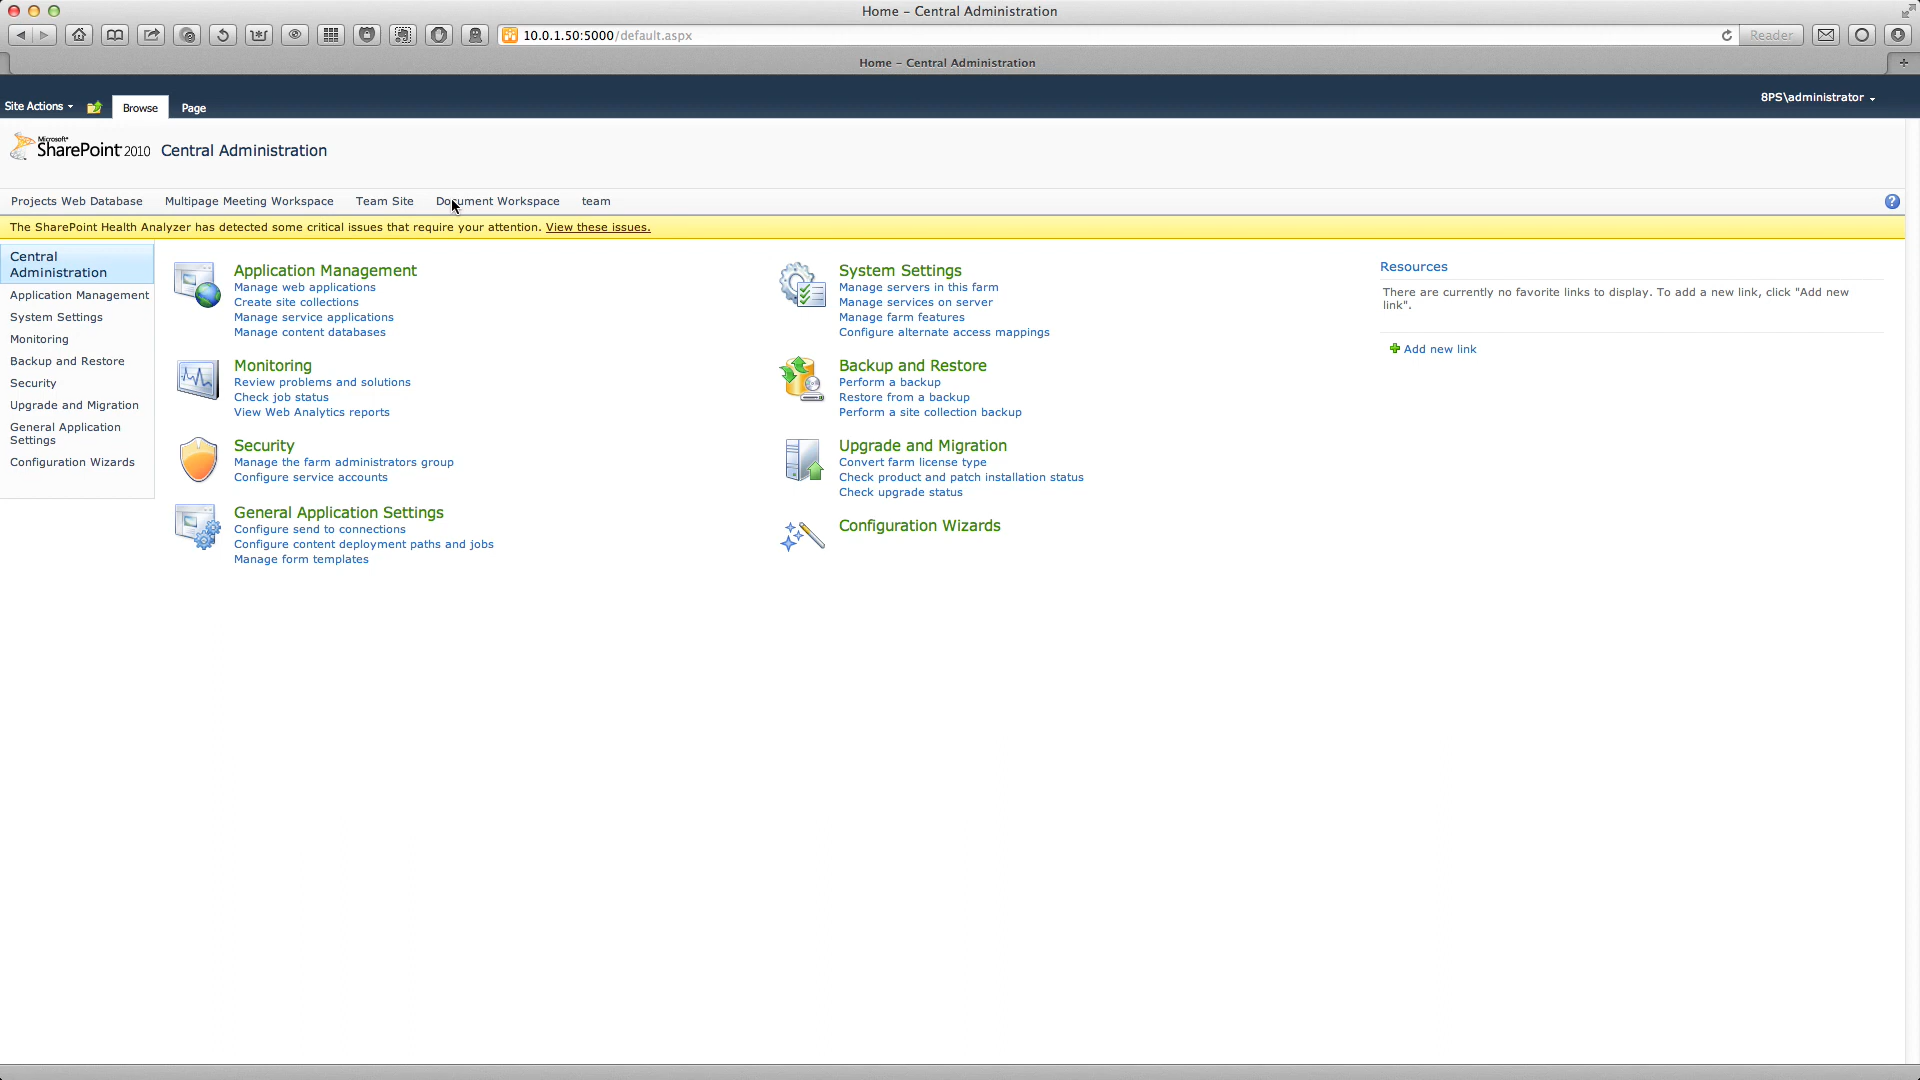 Home – Central Administration
10.0.1.50:5000/default.aspx
Reader
Home – Central Administration
Site Actions
Browse
Page
8PS\administrator
Microsoft
SharePoint 2010
Central Administration
Projects Web Database
Multipage Meeting Workspace
Team Site
Document Workspace
team
The SharePoint Health Analyzer has detected some critical issues that require your attention. View these issues.
Central
Administration
Application Management
System Settings
Monitoring
Backup and Restore
Security
Upgrade and Migration
General Application
Settings
Configuration Wizards
Application Management
Manage web applications
Create site collections
Manage service applications
Manage content databases
Monitoring
Review problems and solutions
Check job status
View Web Analytics reports
Security
Manage the farm administrators group
Configure service accounts
General Application Settings
Configure send to connections
Configure content deployment paths and jobs
Manage form templates
System Settings
Manage servers in this farm
Manage services on server
Manage farm features
Configure alternate access mappings
Backup and Restore
Perform a backup
Restore from a backup
Perform a site collection backup
Upgrade and Migration
Convert farm license type
Check product and patch installation status
Check upgrade status
Configuration Wizards
Resources
There are currently no favorite links to display. To add a new link, click "Add new
link".
Add new link